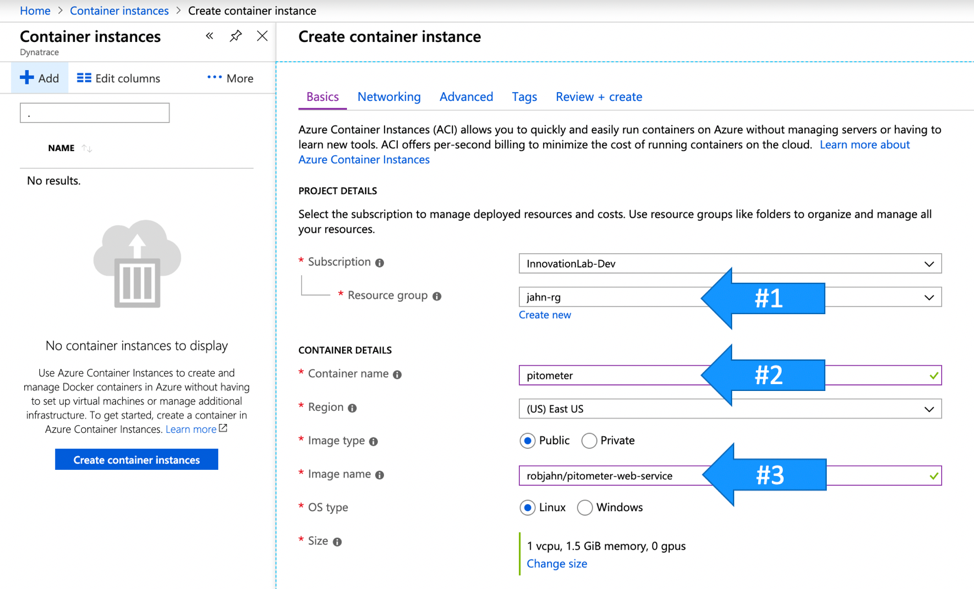 Home > Container instances > Create container instance
Container instances
Dynatrace
Add
Edit columns
More
.
NAME
No results.
No container instances to display
Use Azure Container Instances to create and
manage Docker containers in Azure without having
to set up virtual machines or manage additional
infrastructure. To get started, create a container in
Azure Container Instances. Learn more
Create container instances
Create container instance
Basics Networking Advanced Tags Review + create
Azure Container Instances (ACI) allows you to quickly and easily run containers on Azure without managing servers or having to
learn new tools. ACI offers per-second billing to minimize the cost of running containers on the cloud. Learn more about
Azure Container Instances
PROJECT DETAILS
Select the subscription to manage deployed resources and costs. Use resource groups like folders to organize and manage all
your resources.
* Subscription
InnovationLab-Dev
* Resource group
jahn-rg
#1
Create new
CONTAINER DETAILS
* Container name
pitometer
#2
* Region
(US) East US
* Image type
Public Private
* Image name
robjahn/pitometer-web-service
#3
* OS type
Linux Windows
* Size
1 vcpu, 1.5 GiB memory, 0 gpus
Change size